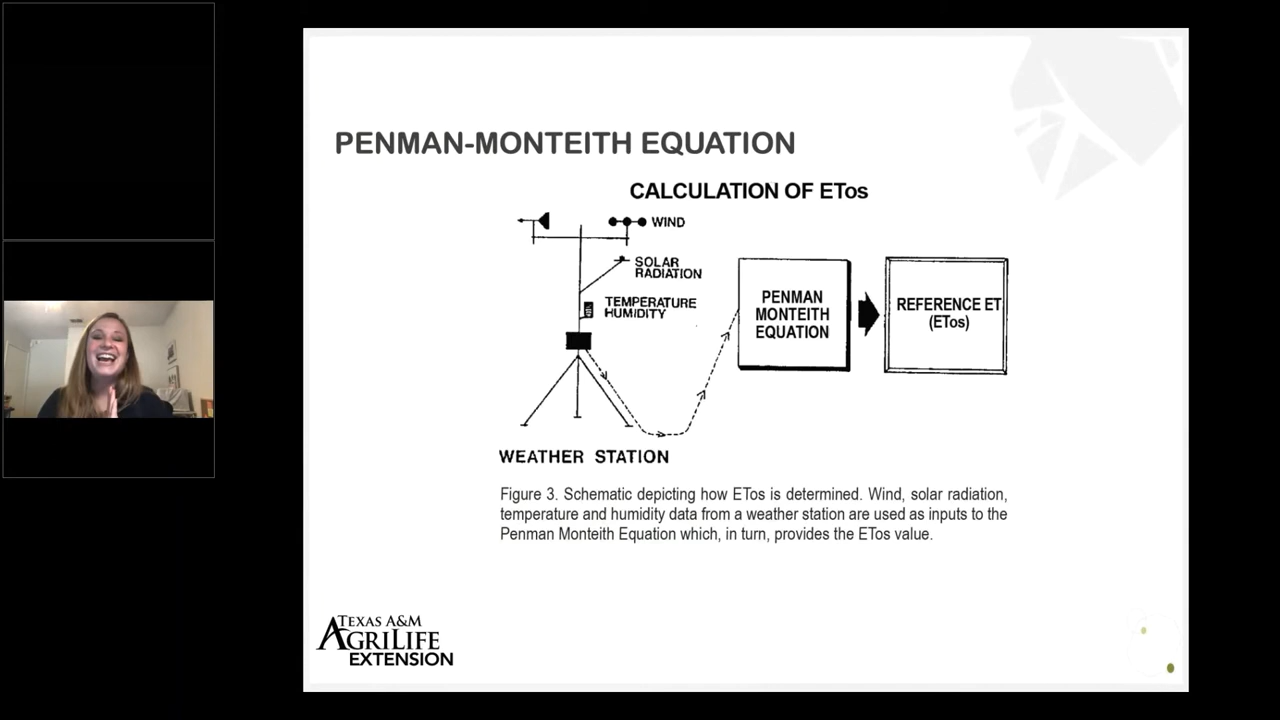 PENMAN-MONTEITH EQUATION
CALCULATION OF ETos
WIND
SOLAR
RADIATION
TEMPERATURE
HUMIDITY
PENMAN
MONTEITH
EQUATION
REFERENCE ET
(ETos)
WEATHER STATION
Figure 3. Schematic depicting how ETos is determined. Wind, solar radiation,
temperature and humidity data from a weather station are used as inputs to the
Penman Monteith Equation which, in turn, provides the ETos value.
TEXAS A&M
AGRILIFE
EXTENSION